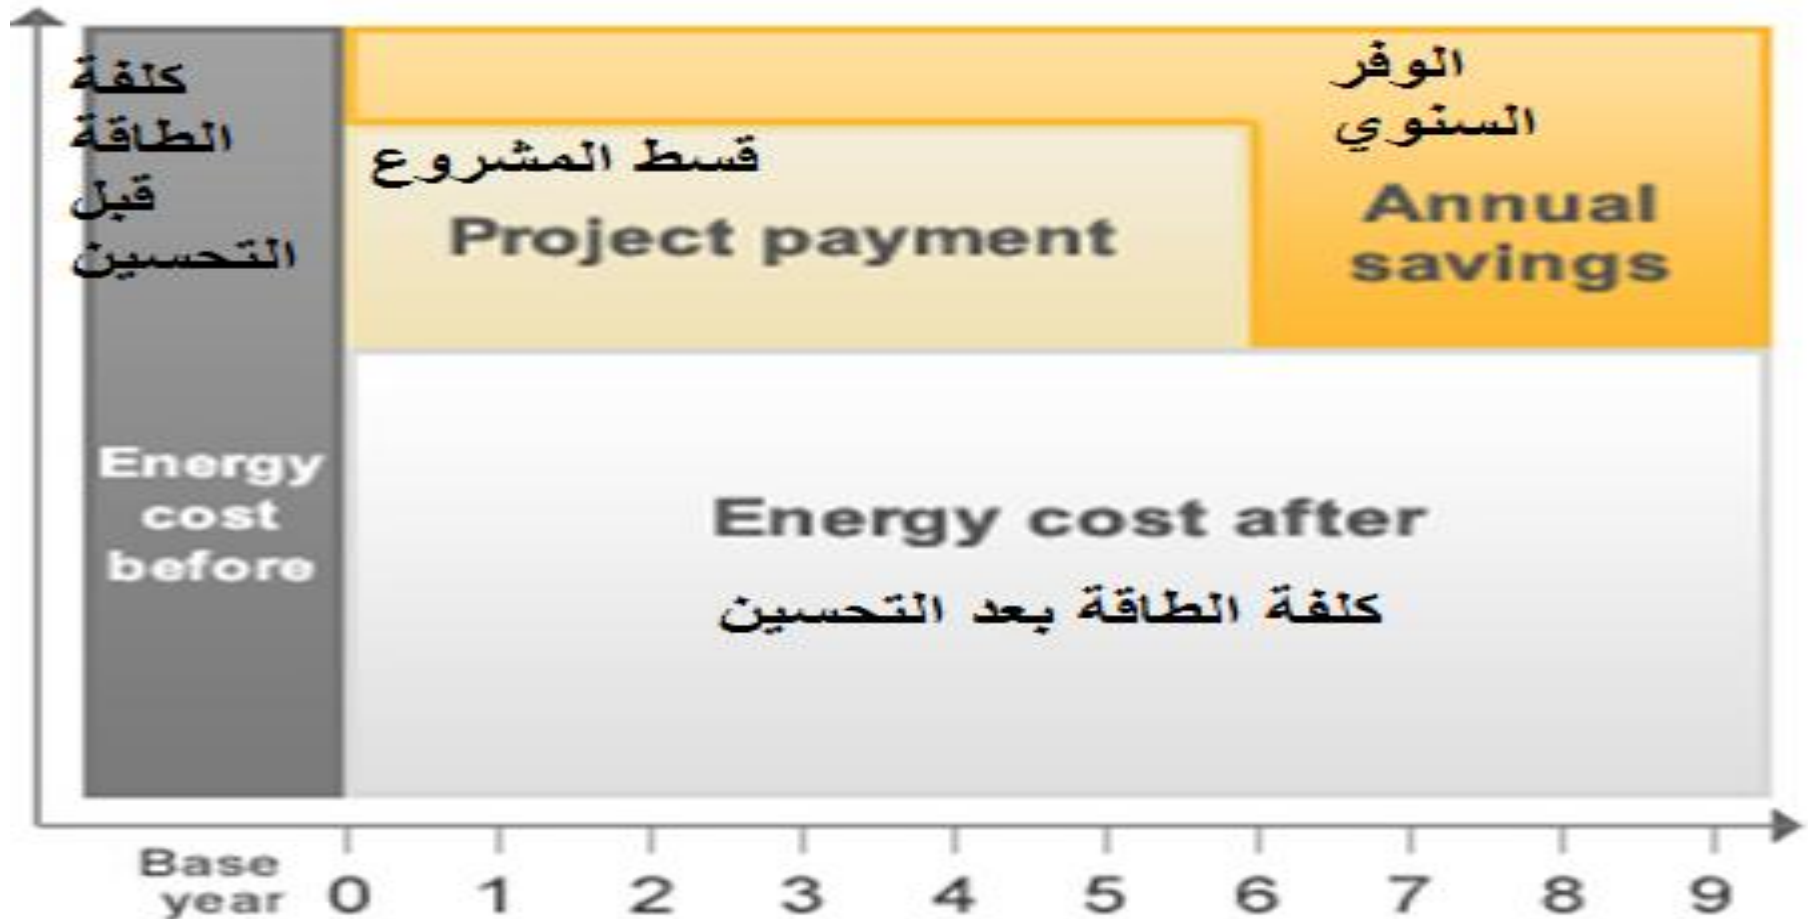 كلفة
الطاقة
قبل
التحسين
Energy
cost
before
الوفر
السنوي
Annual
savings
قسط المشروع
Project payment
Energy cost after
كلفة الطاقة بعد التحسين
Base
year 0 1 2 3 4 5 6 7 8 9